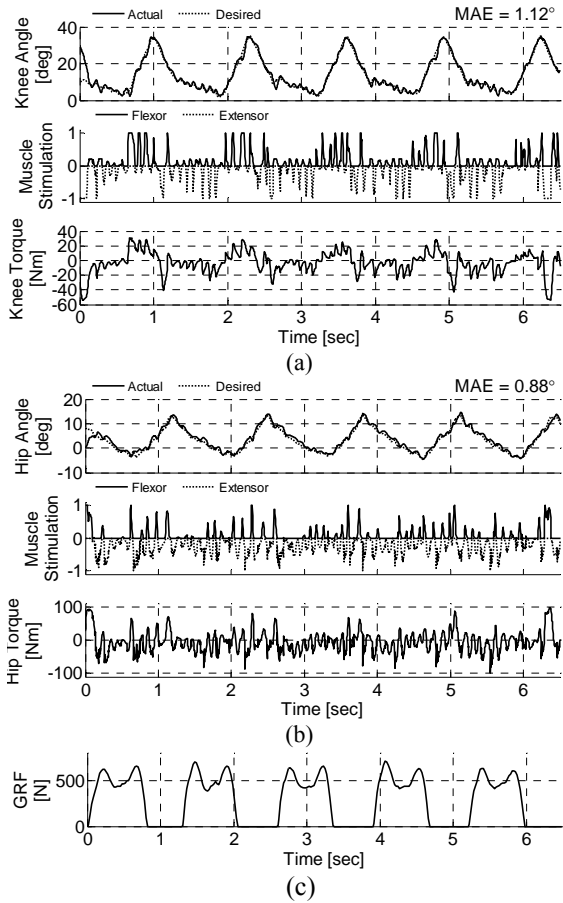 Actual Desired MAE = 1.12°
Knee Angle
[deg]
40
20
0
Flexor Extensor
Muscle
Stimulation
1
0
-1
Knee Torque
[Nm]
40
20
0
-20
-40
-60
1 2 3 4 5 6
Time [sec]
(a)
Actual Desired MAE = 0.88°
Hip Angle
[deg]
20
10
0
-10
Flexor Extensor
Muscle
Stimulation
1
0
-1
Hip Torque
[Nm]
100
0
-100
0 1 2 3 4 5 6
Time [sec]
(b)
GRF
[N]
500
0
0 1 2 3 4 5 6
Time [sec]
(c)